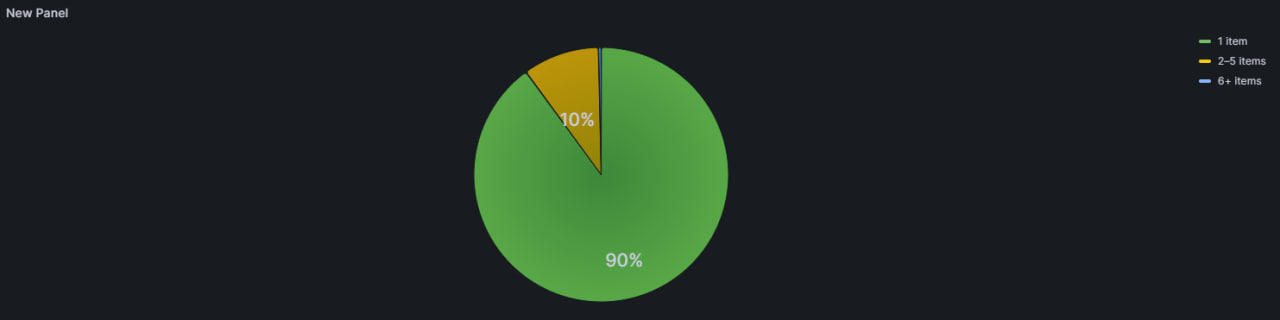 New Panel
1 item
2–5 items
6+ items
10%
90%